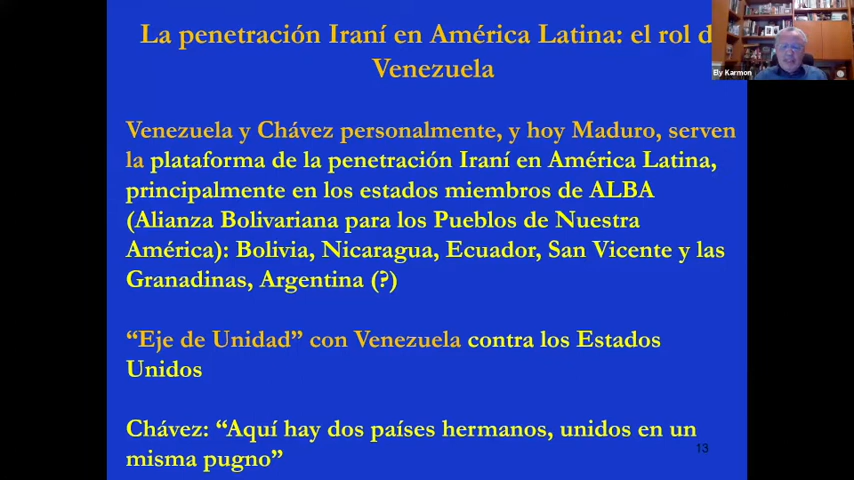 La penetración Iraní en América Latina: el rol d
Venezuela
Ely Karmon
Venezuela y Chávez personalmente, y hoy Maduro, serven
la plataforma de la penetración Iraní en América Latina,
principalmente en los estados miembros de ALBA
(Alianza Bolivariana para los Pueblos de Nuestra
América): Bolivia, Nicaragua, Ecuador, San Vicente y las
Granadinas, Argentina (?)
“Eje de Unidad” con Venezuela contra los Estados
Unidos
Chávez: “Aquí hay dos países hermanos, unidos en un
misma pugno”
13